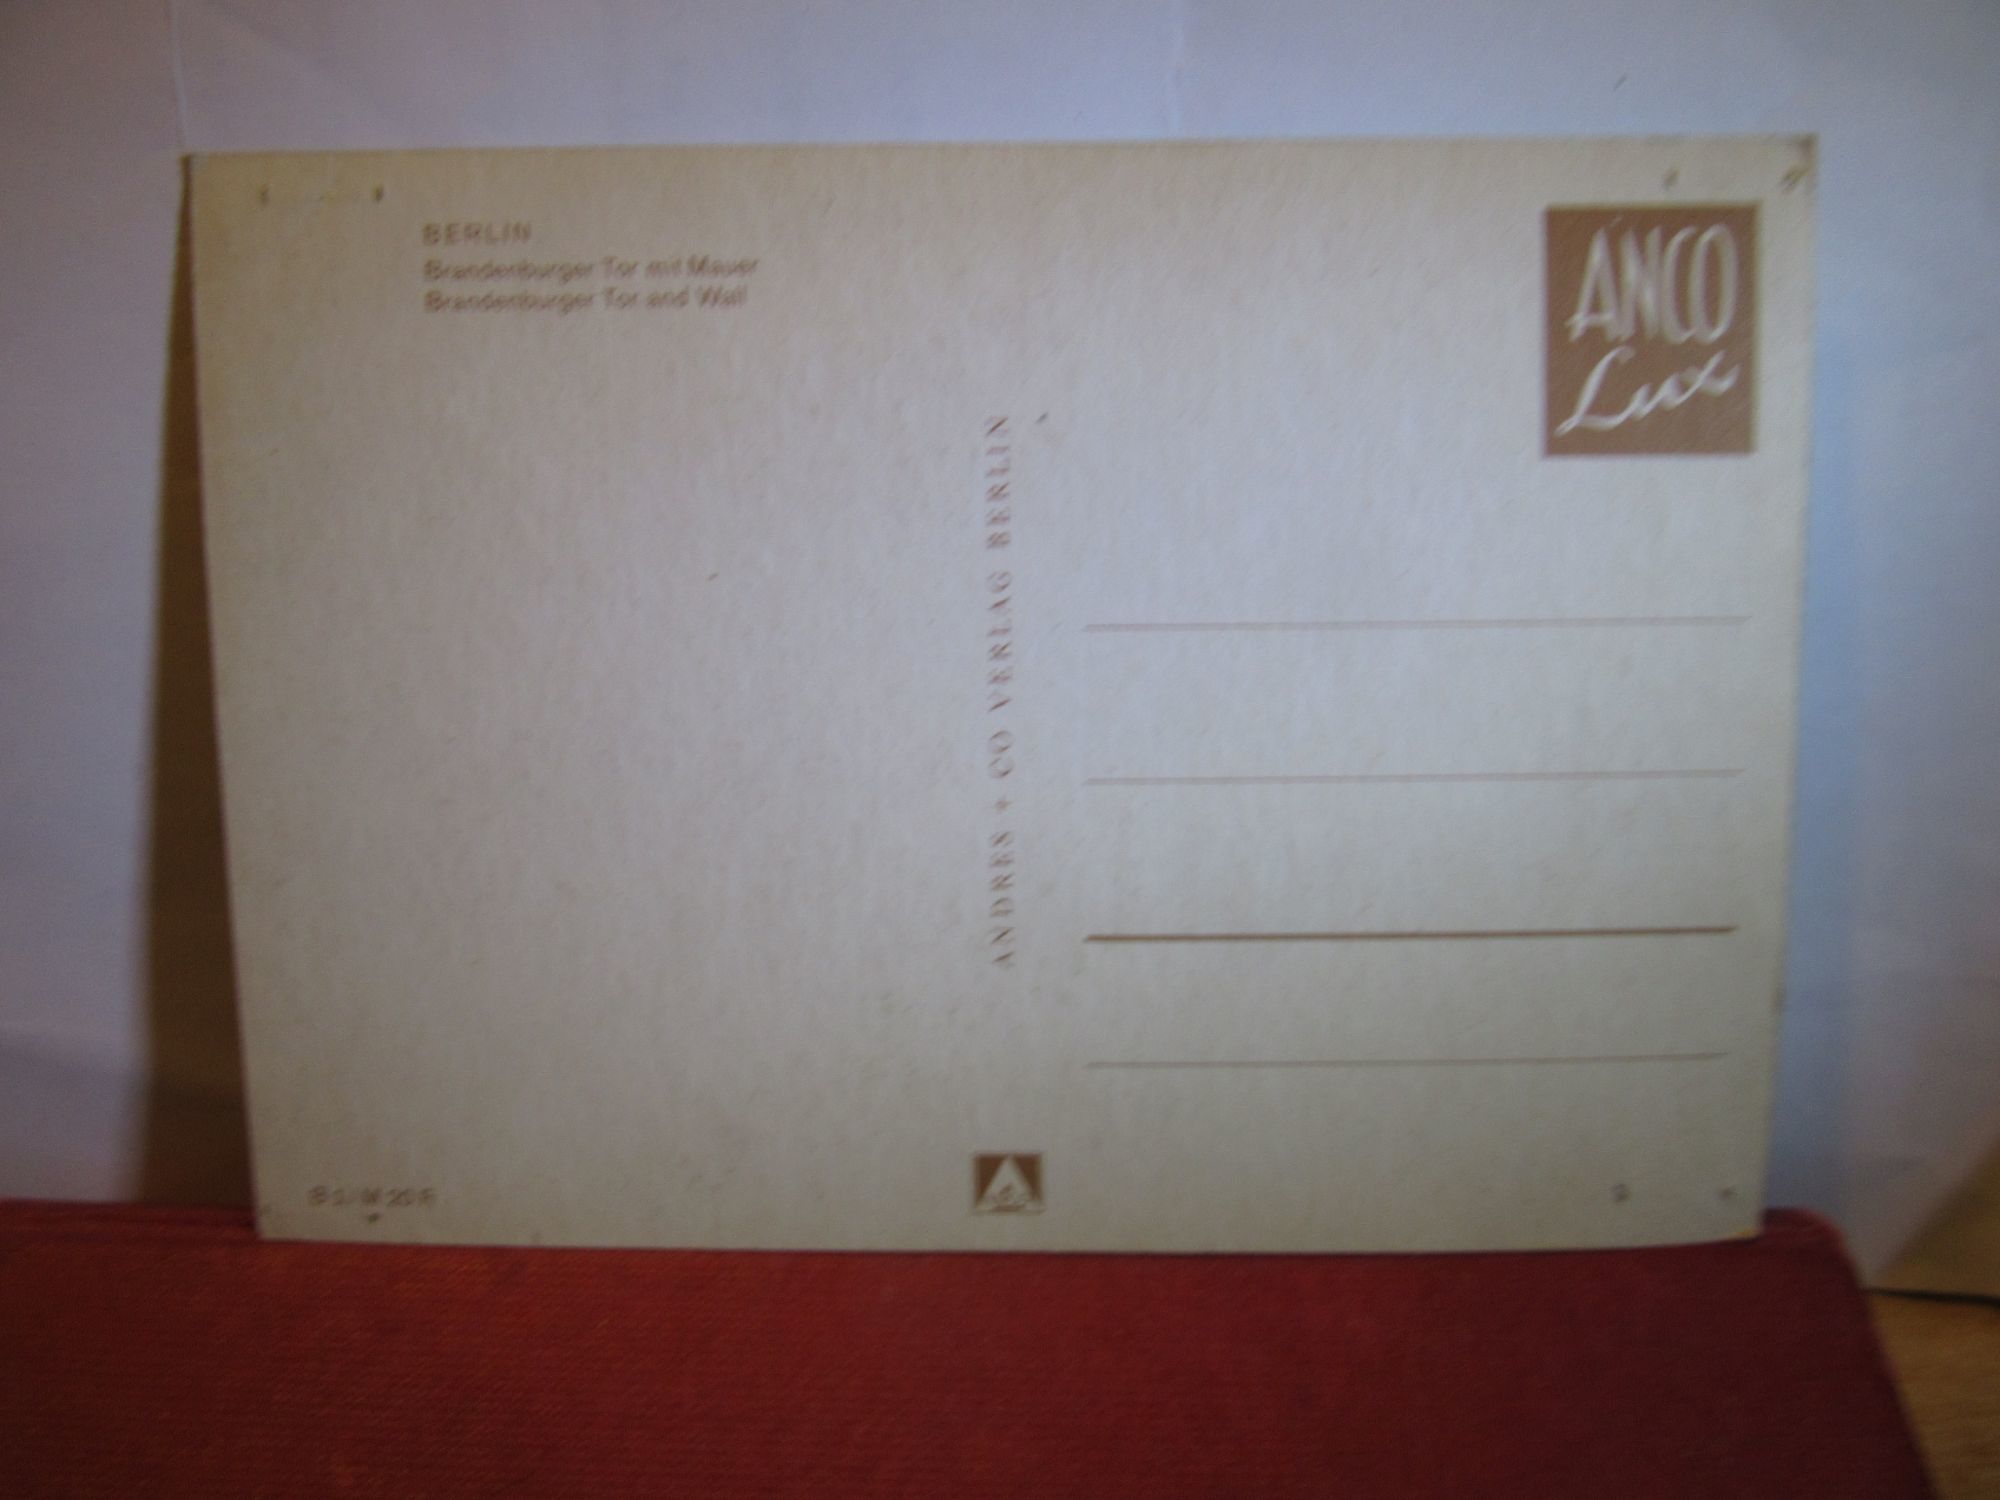 BERLIN
Brandenburger Tor mit Mauer
Brandenburger Tor and Wall
ANCO
Lux
ANDRES + CO VERLAG BERLIN